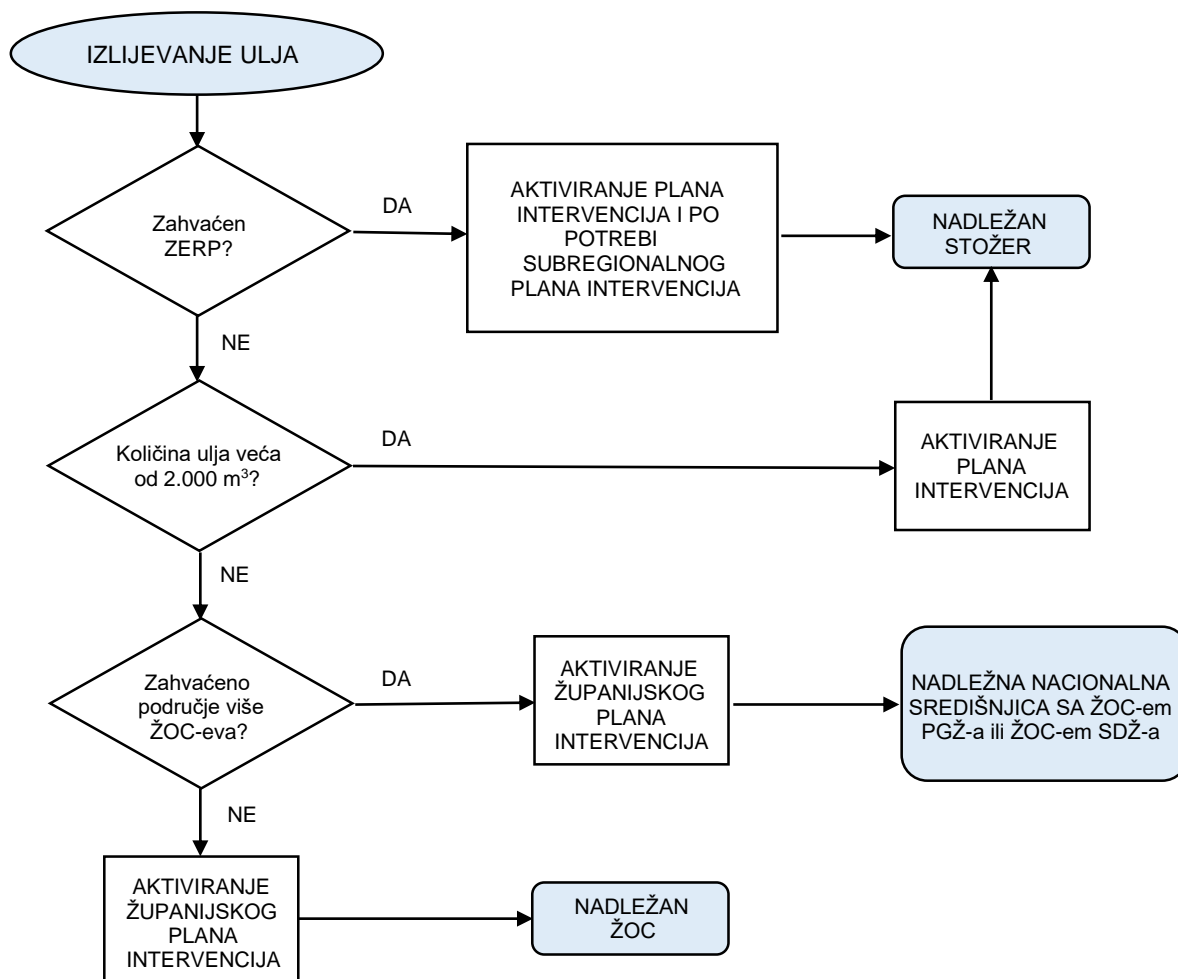 IZLIJEVANJE ULJA
Zahvaćen
ZERP?
DA
AKTIVIRANJE PLANA
INTERVENCIJA I PO
POTREBI
SUBREGIONALNOG
PLANA INTERVENCIJA
NADLEŽAN
STOŽER
NE
Količina ulja veća
od 2.000 m³?
DA
AKTIVIRANJE
PLANA
INTERVENCIJA
NE
Zahvaćeno
područje više
ŽOC-eva?
DA
AKTIVIRANJE
ŽUPANIJSKOG
PLANA
INTERVENCIJA
NADLEŽNA NACIONALNA
SREDIŠNJICA SA ŽOC-em
PGŽ-a ili ŽOC-em SDŽ-a
NE
AKTIVIRANJE
ŽUPANIJSKOG
PLANA
INTERVENCIJA
NADLEŽAN
ŽOC